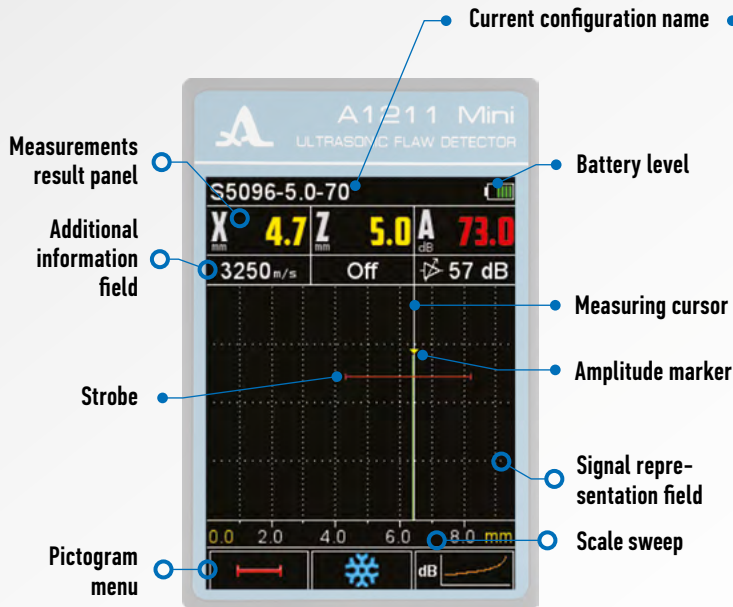 Current configuration name
A1211 Mini
ULTRASONIC FLAW DETECTOR
Measurements
result panel
Battery level
S5096-5.0-70
X mm 4.7 Z mm 5.0 A dB 73.0
Additional
information
field
3250 m/s Off 57 dB
Measuring cursor
Amplitude marker
Strobe
Signal repre-
sentation field
0.0 2.0 4.0 6.0 8.0 mm
Scale sweep
Pictogram
menu
dB